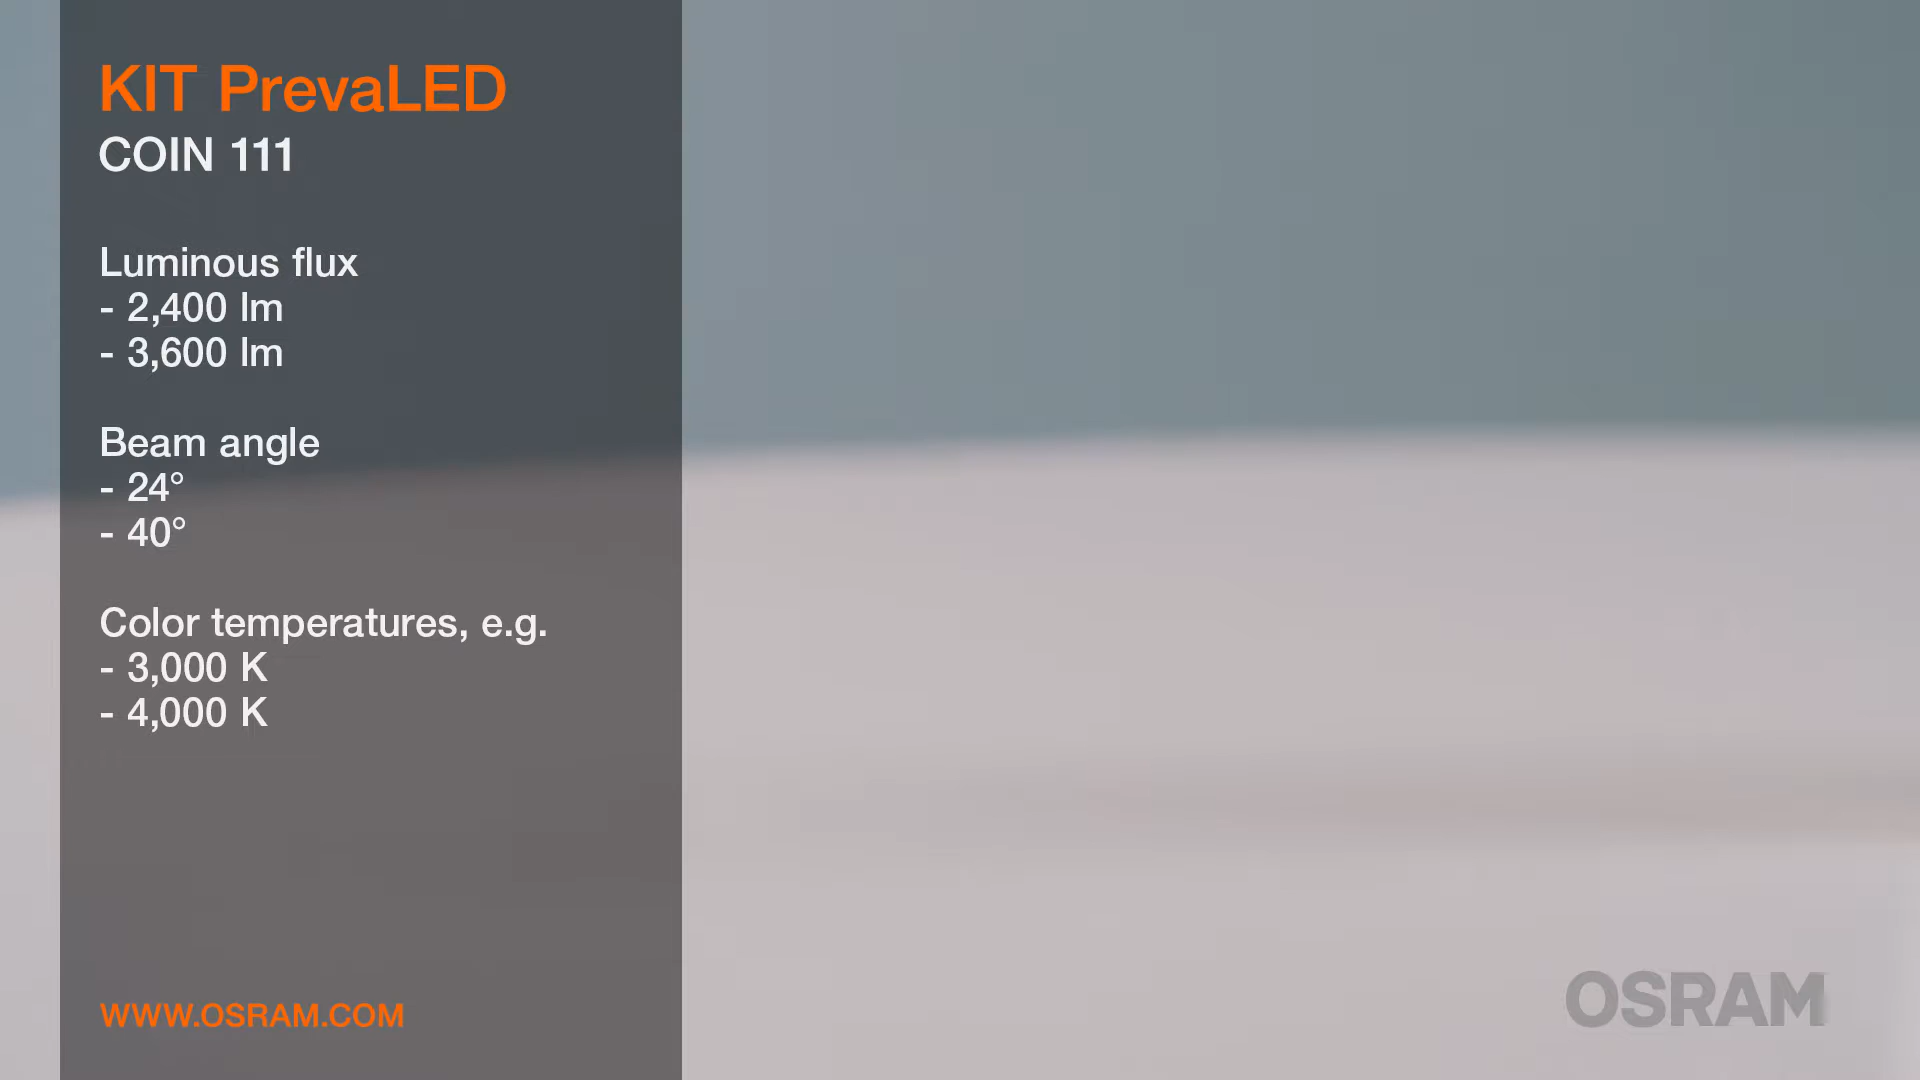 KIT PrevaLED
COIN 111
Luminous flux
- 2,400 lm
- 3,600 lm
Beam angle
- 24°
- 40°
Color temperatures, e.g.
- 3,000 K
- 4,000 K
WWW.OSRAM.COM
OSRAM